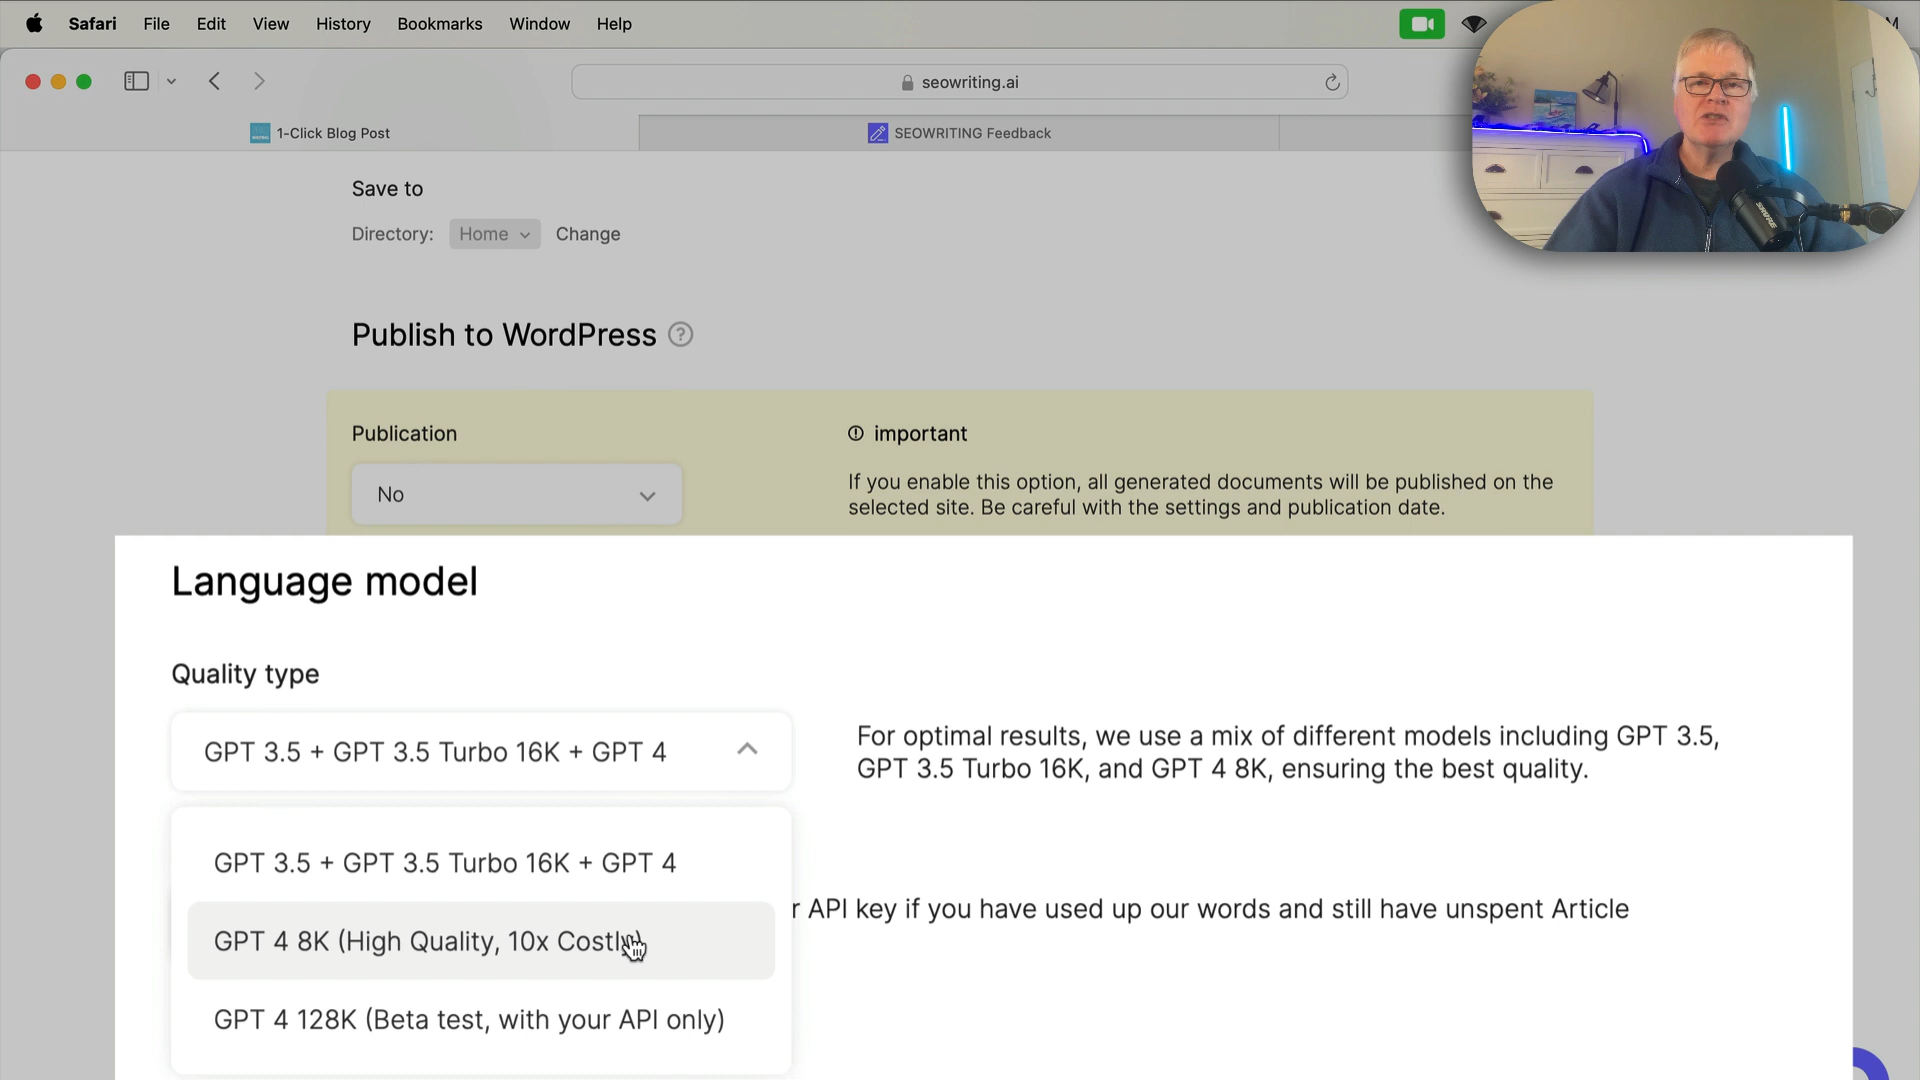 Safari File Edit View History Bookmarks Window Help
seowriting.ai
1-Click Blog Post
SEOWRITING Feedback
Save to
Directory: Home Change
Publish to WordPress ?
Publication
important
No
If you enable this option, all generated documents will be published on the
selected site. Be careful with the settings and publication date.
Language model
Quality type
GPT 3.5 + GPT 3.5 Turbo 16K + GPT 4
For optimal results, we use a mix of different models including GPT 3.5,
GPT 3.5 Turbo 16K, and GPT 4 8K, ensuring the best quality.
GPT 3.5 + GPT 3.5 Turbo 16K + GPT 4
r API key if you have used up our words and still have unspent Article
GPT 4 8K (High Quality, 10x Costly)
GPT 4 128K (Beta test, with your API only)
SHURE